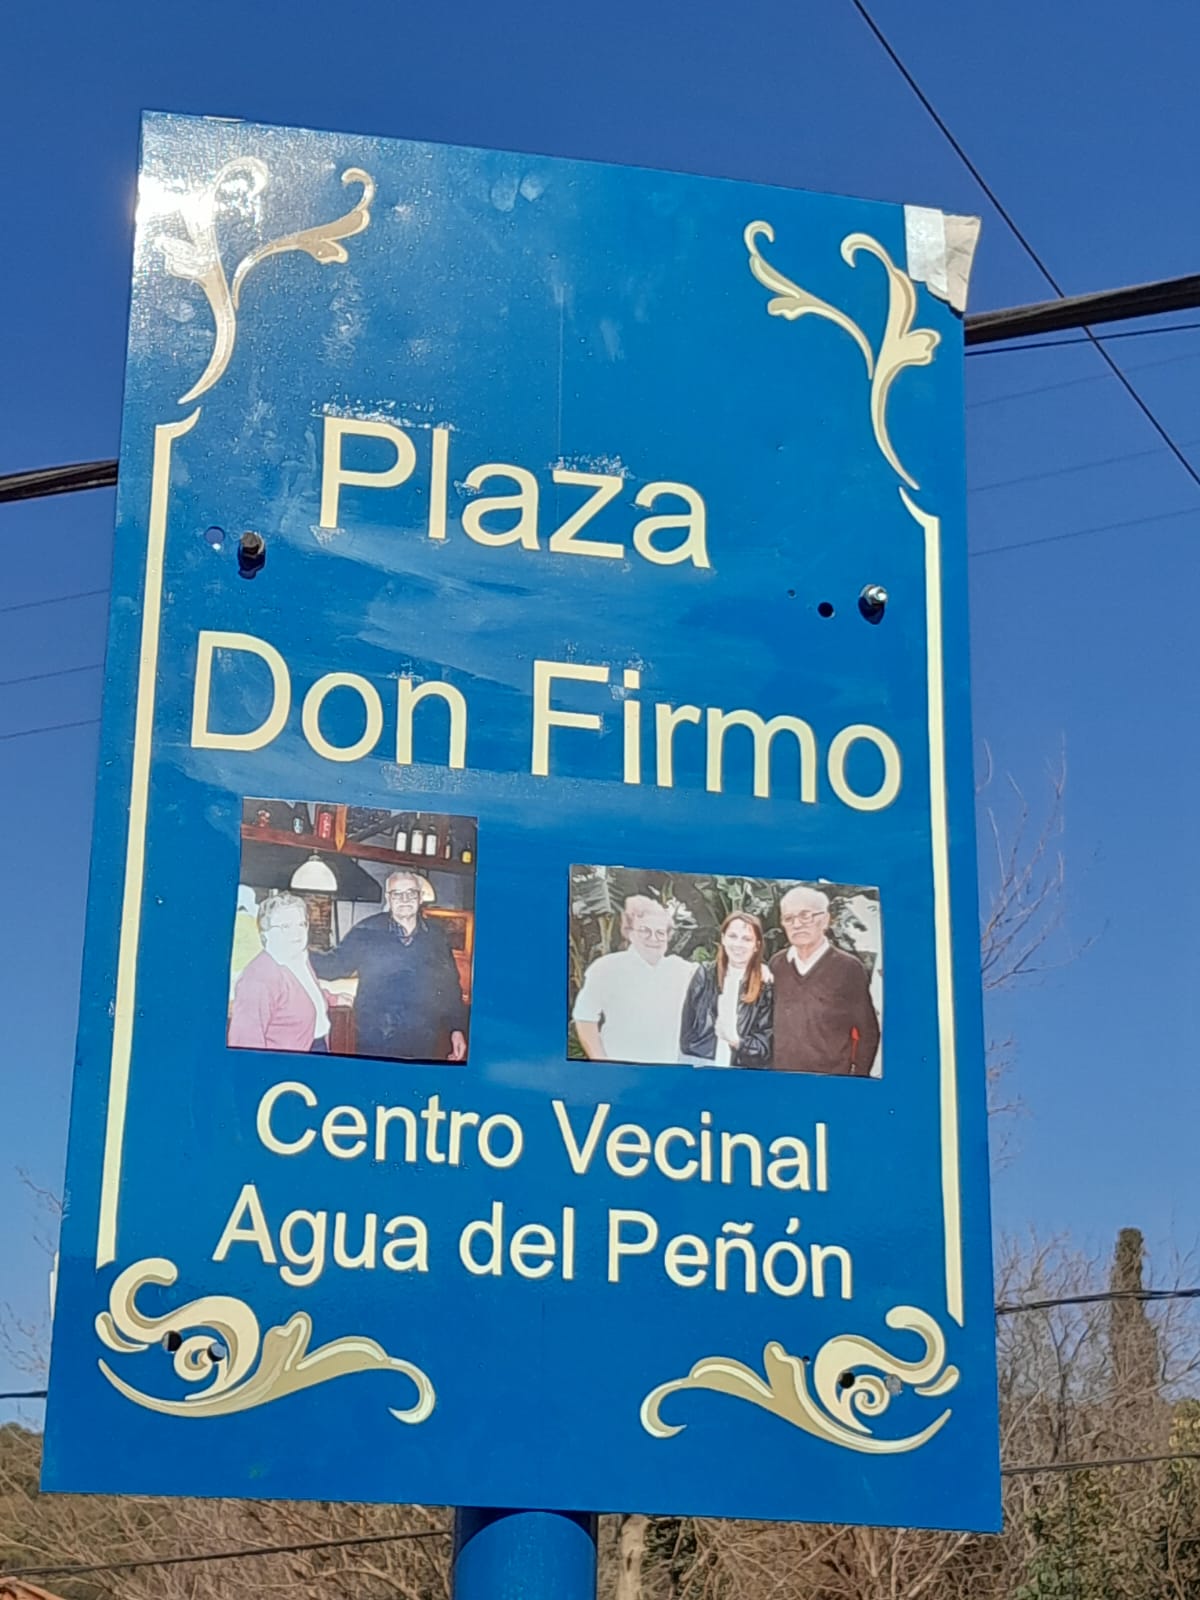 Plaza
Don Firmo
Centro Vecinal
Agua del Peñón